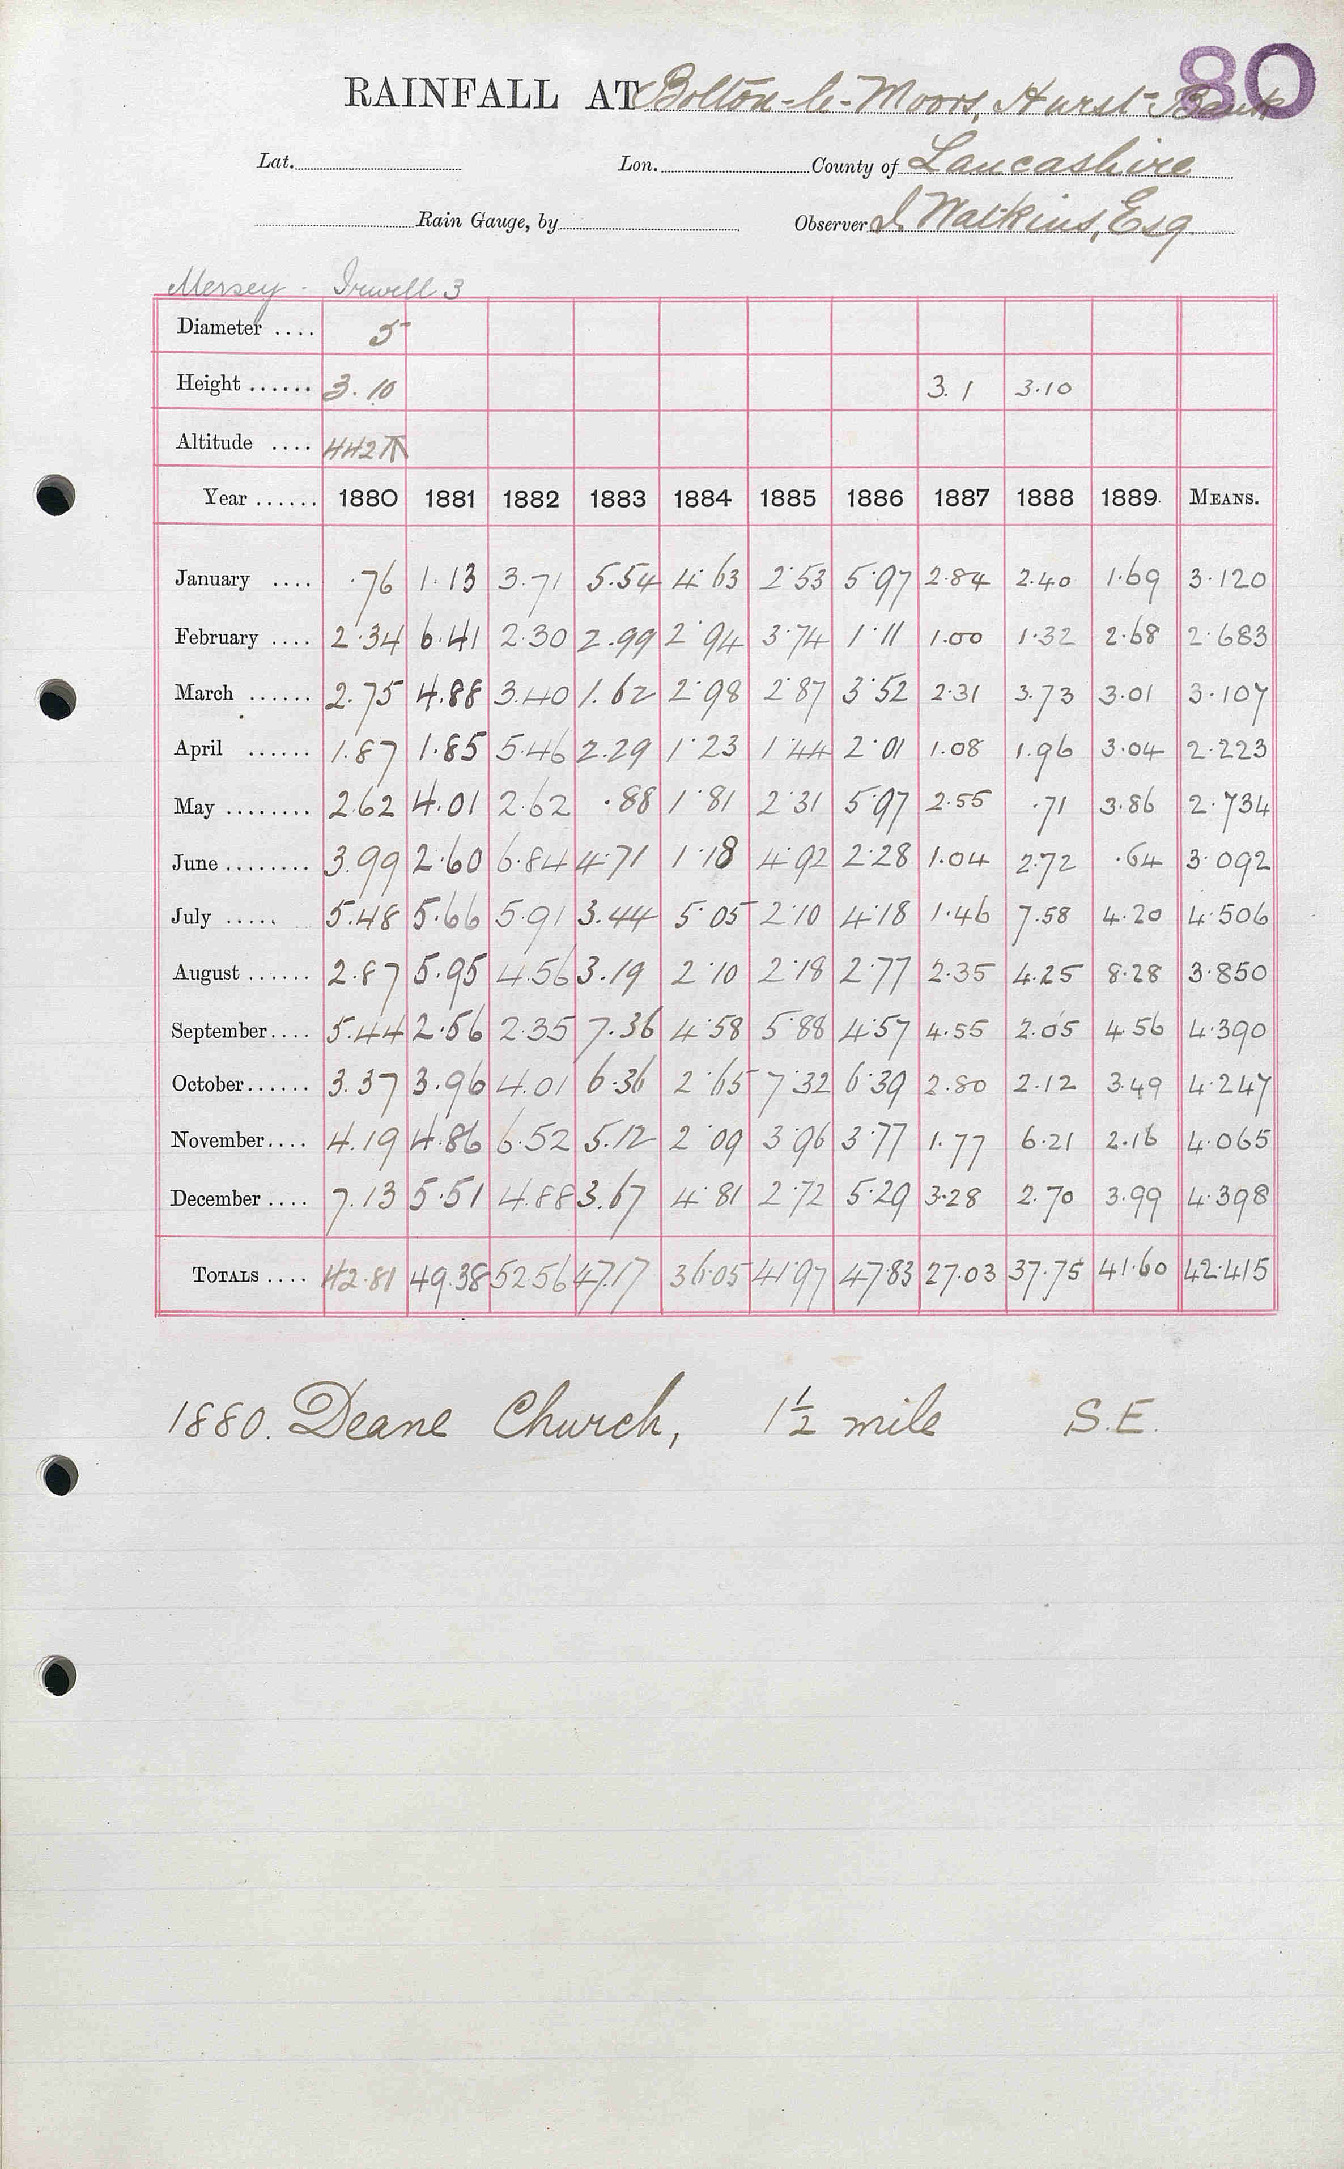 80
RAINFALL AT Bolton-le-Moors, Hurst Bank
Lat. Lon. County of Lancashire
Rain Gauge, by Observer I Watkins, Esq
Mersey - Irwell 3
Diameter .... 5
Height ...... 3.10 3.1 3.10
Altitude .... 442
Year ...... 1880 1881 1882 1883 1884 1885 1886 1887 1888 1889. MEANS.
January .... .76 1.13 3.71 5.54 4.63 2.53 5.97 2.84 2.40 1.69 3.120
February .... 2.34 6.41 2.30 2.99 2.94 3.74 1.11 1.00 1.32 2.68 2.683
March ...... 2.75 4.88 3.40 1.62 2.98 2.87 3.52 2.31 3.73 3.01 3.107
April ...... 1.87 1.85 5.46 2.29 1.23 1.44 2.01 1.08 1.96 3.04 2.223
May ........ 2.62 4.01 2.62 .88 1.81 2.31 5.97 2.55 .71 3.86 2.734
June ........ 3.99 2.60 6.84 4.71 1.18 4.92 2.28 1.04 2.72 .64 3.092
July ..... 5.48 5.66 5.91 3.44 5.05 2.10 4.18 1.46 7.58 4.20 4.506
August ...... 2.87 5.95 4.56 3.19 2.10 2.18 2.77 2.35 4.25 8.28 3.850
September.... 5.44 2.56 2.35 7.36 4.58 5.88 4.57 4.55 2.05 4.56 4.390
October...... 3.37 3.96 4.01 6.36 2.65 7.32 6.39 2.80 2.12 3.49 4.247
November.... 4.19 4.86 6.52 5.12 2.09 3.96 3.77 1.77 6.21 2.16 4.065
December .... 7.13 5.51 4.88 3.67 4.81 2.72 5.29 3.28 2.70 3.99 4.398
TOTALS .... 42.81 49.38 52.56 47.17 36.05 41.97 47.83 27.03 37.75 41.60 42.415
1880. Deane Church, 1½ mile S.E.